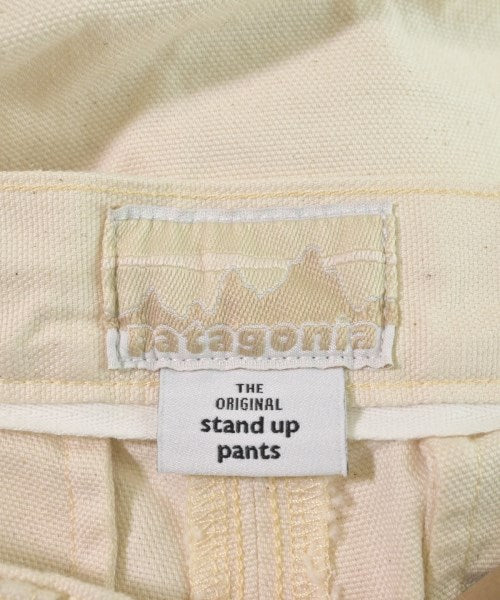 patagonia
THE
ORIGINAL
stand up
pants